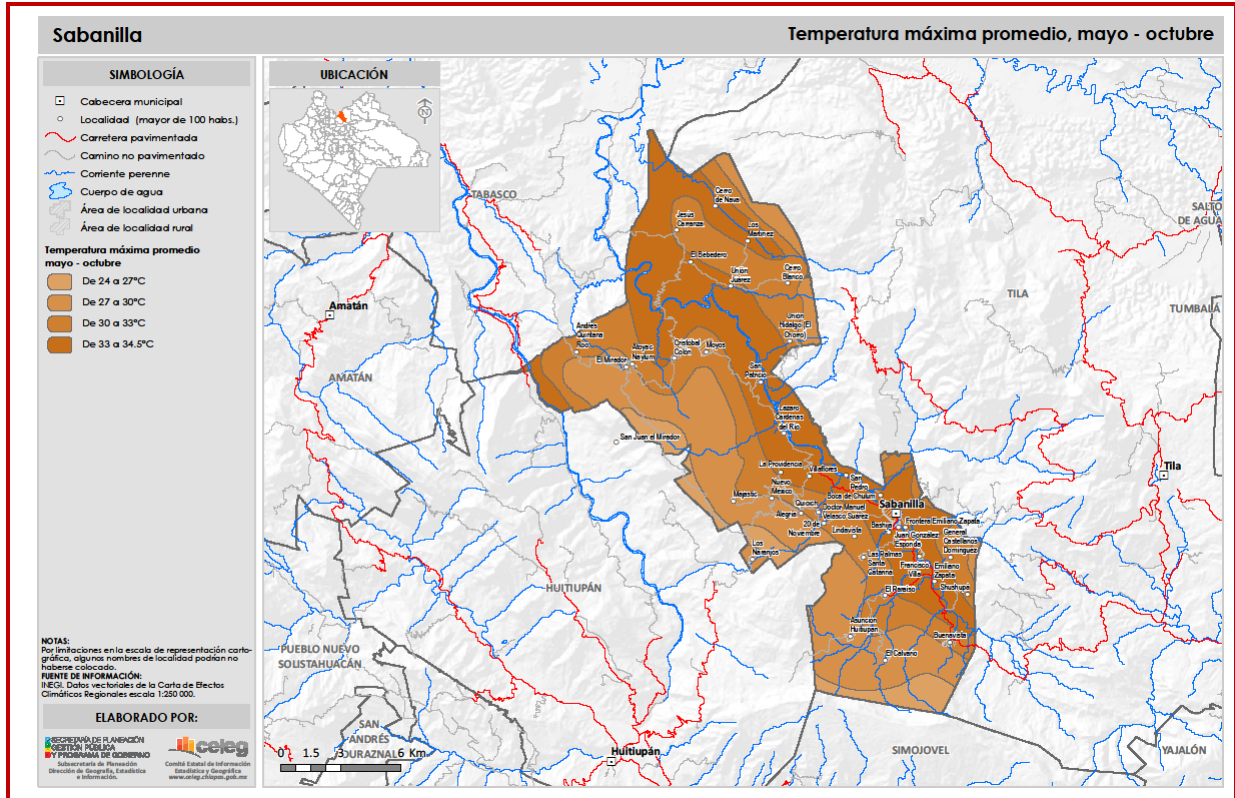 Sabanilla
Temperatura máxima promedio, mayo - octubre
SIMBOLOGÍA
Cabecera municipal
Localidad (mayor de 100 habs.)
Carretera pavimentada
Camino no pavimentado
Corriente perenne
Cuerpo de agua
Área de localidad urbana
Área de localidad rural
Temperatura máxima promedio
mayo - octubre
De 24 a 27°C
De 27 a 30°C
De 30 a 33°C
De 33 a 34.5°C
NOTAS:
Por limitaciones en la escala de representación carto-
gráfica, algunos nombres de localidad podrían no
haberse colocado.
FUENTE DE INFORMACIÓN:
INEGI. Datos vectoriales de la Carta de Efectos
Climáticos Regionales escala 1:250 000.
ELABORADO POR:
SECRETARÍA DE PLANEACIÓN
GESTIÓN PÚBLICA
Y PROGRAMA DE GOBIERNO
Subsecretaría de Planeación
Dirección de Geografía, Estadística
e Información.
ceieg
Comité Estatal de Información
Estadística y Geográfica
www.ceieg.chiapas.gob.mx
UBICACIÓN
N
TABASCO
SALTO
DE AGUA
TILA
TUMBALÁ
Amatán
AMATÁN
Cerro
de Nava
Jesús
Carranza
Los
Martínez
El Bebedero
Unión
Juárez
Cerro
Blanco
Unión
Hidalgo (El
Chorro)
Andrés
Quintana
Roo
El Mirador
Atoyac
Naylum
Cristobal
Colón
Moyos
San
Patricio
Lázaro
Cárdenas
del Río
San Juan el Mirador
La Providencia
Villaflores
San
Pedro
Nuevo
México
Boca de Chulum
Majastic
Quioich
Alegría
Doctor Manuel
Velasco Suárez
20 de
Noviembre
Lindavista
Sabanilla
Bashija
Frontera Emiliano Zapata
Juan González
Esponda
General
Castellanos
Domínguez
Los
Naranjos
Las Palmas
Santa
Catarina
Francisco
Villa
Emiliano
Zapata
Shushupa
El Paraíso
Asunción
Huitiupán
Buenavista
El Calvario
Tila
HUITIUPÁN
PUEBLO NUEVO
SOLISTAHUACÁN
SAN
ANDRÉS
DURAZNAL
Huitiupán
SIMOJOVEL
YAJALÓN
0 1.5 3 6 Km